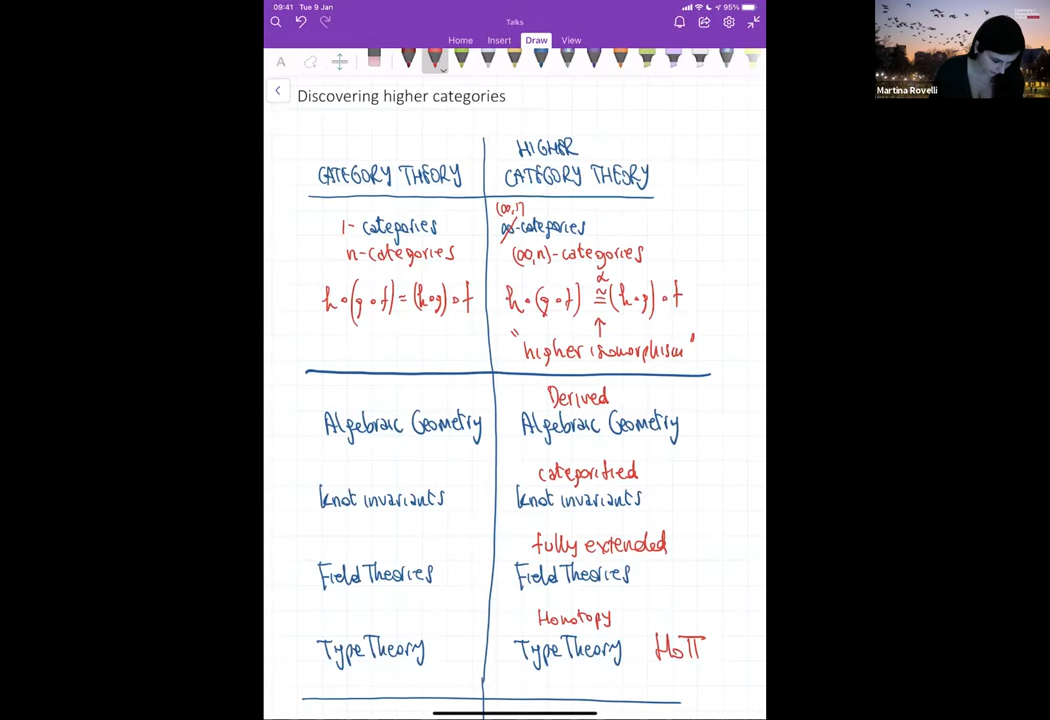 09:41 Tue 9 Jan
95%
Talks
Home Insert Draw View
Discovering higher categories
CATEGORY THEORY
HIGHER
CATEGORY THEORY
1-categories
n-categories
h∘(g∘f)=(h∘g)∘f
(∞,1)
∞-categories
(∞,n)-categories
α
h∘(g∘f) ≅ (h∘g)∘f
↑
"higher isomorphism"
Algebraic Geometry
Derived
Algebraic Geometry
knot invariants
categorified
knot invariants
Field Theories
fully extended
Field Theories
Type Theory
Homotopy
Type Theory HoTT
Martina Rovelli